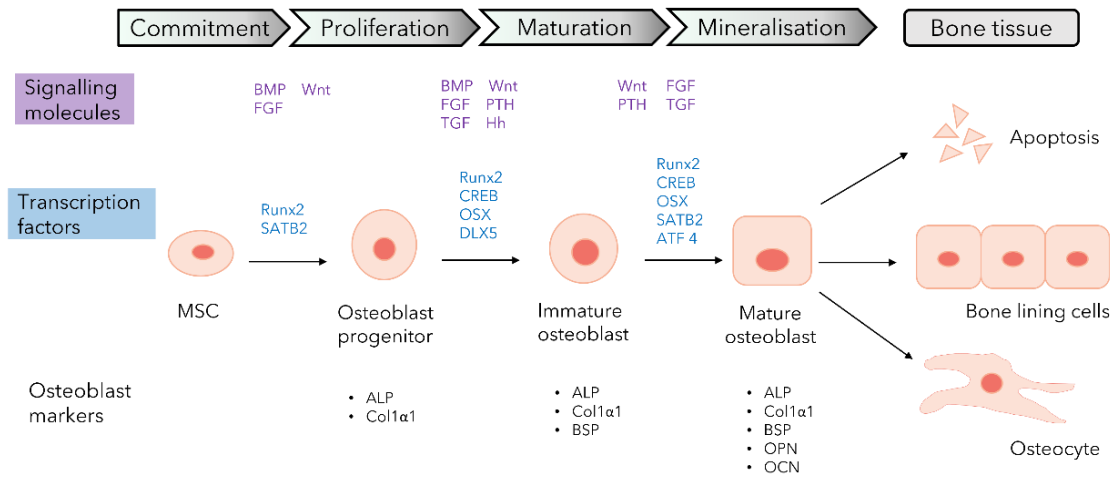 Commitment
Proliferation
Maturation
Mineralisation
Bone tissue
Signalling
molecules
BMP Wnt
FGF
BMP Wnt
FGF PTH
TGF Hh
Wnt FGF
PTH TGF
Apoptosis
Transcription
factors
Runx2
SATB2
Runx2
CREB
OSX
DLX5
Runx2
CREB
OSX
SATB2
ATF 4
MSC
Osteoblast
progenitor
Immature
osteoblast
Mature
osteoblast
Bone lining cells
Osteoblast
markers
• ALP
• Col1α1
• ALP
• Col1α1
• BSP
• ALP
• Col1α1
• BSP
• OPN
• OCN
Osteocyte